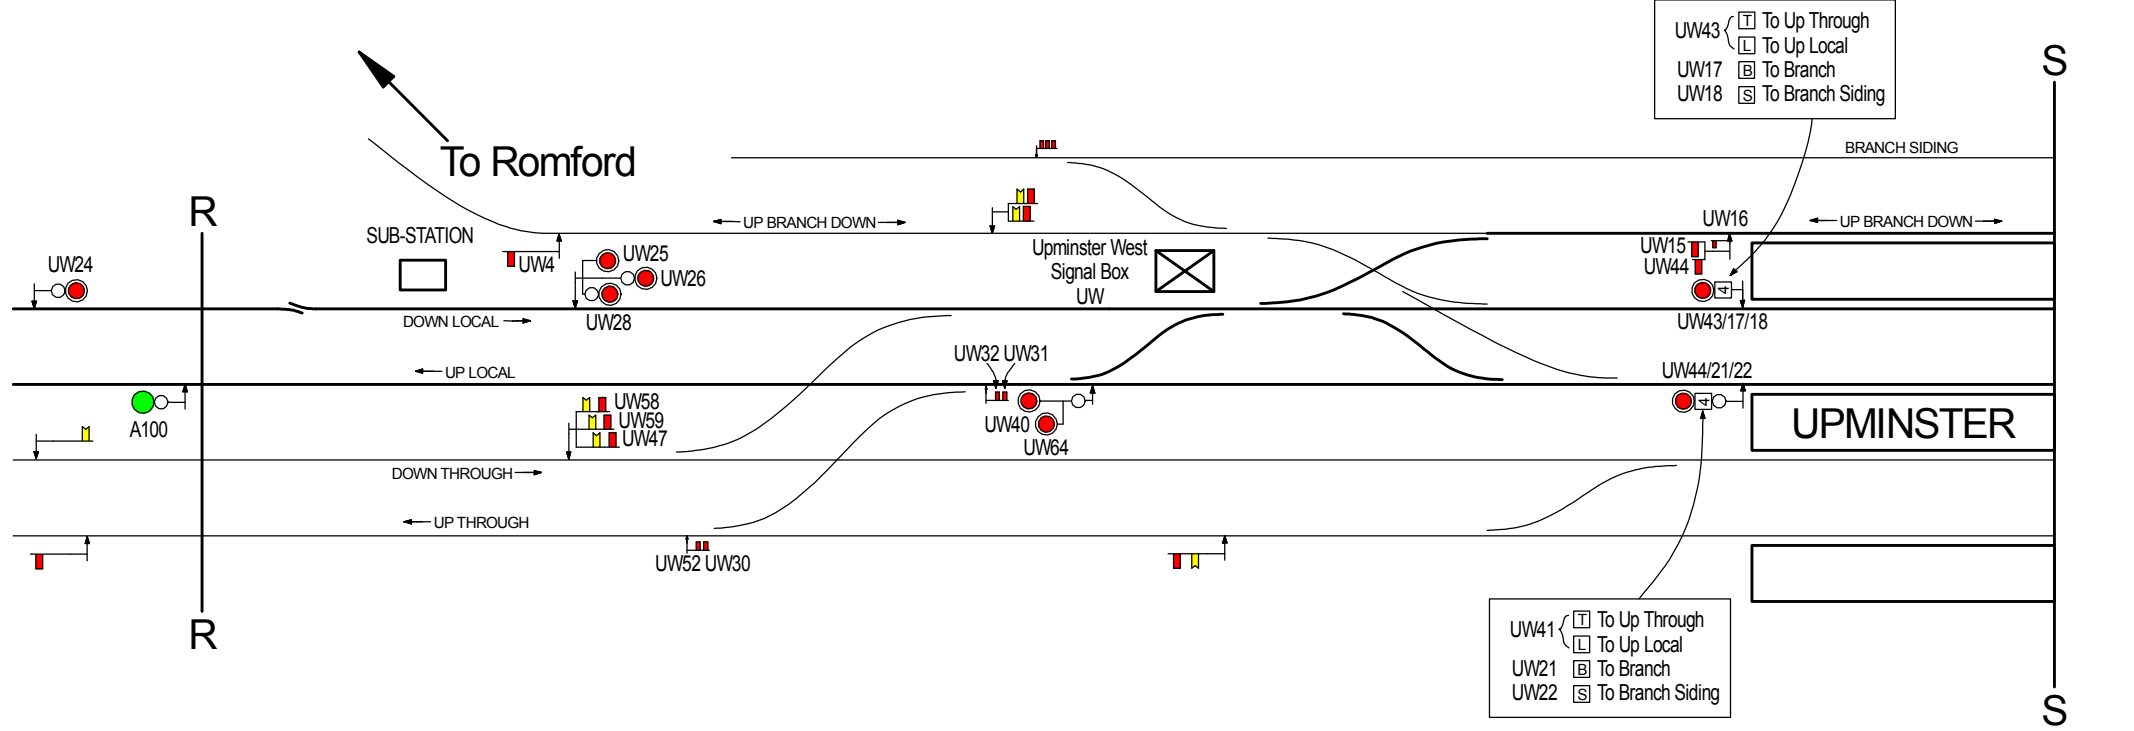 UW43 { T To Up Through
L To Up Local
UW17 B To Branch
UW18 S To Branch Siding
S
To Romford
BRANCH SIDING
R
UP BRANCH DOWN
UW16
UP BRANCH DOWN
SUB-STATION
UW4
UW25
UW26
UW24
Upminster West
Signal Box
UW
UW15
UW44
4
DOWN LOCAL
UW28
UW43/17/18
UW32 UW31
UP LOCAL
UW44/21/22
A100
UW58
UW59
UW47
UW40
UW64
4
UPMINSTER
DOWN THROUGH
UP THROUGH
UW52 UW30
R
UW41 { T To Up Through
L To Up Local
UW21 B To Branch
UW22 S To Branch Siding
S